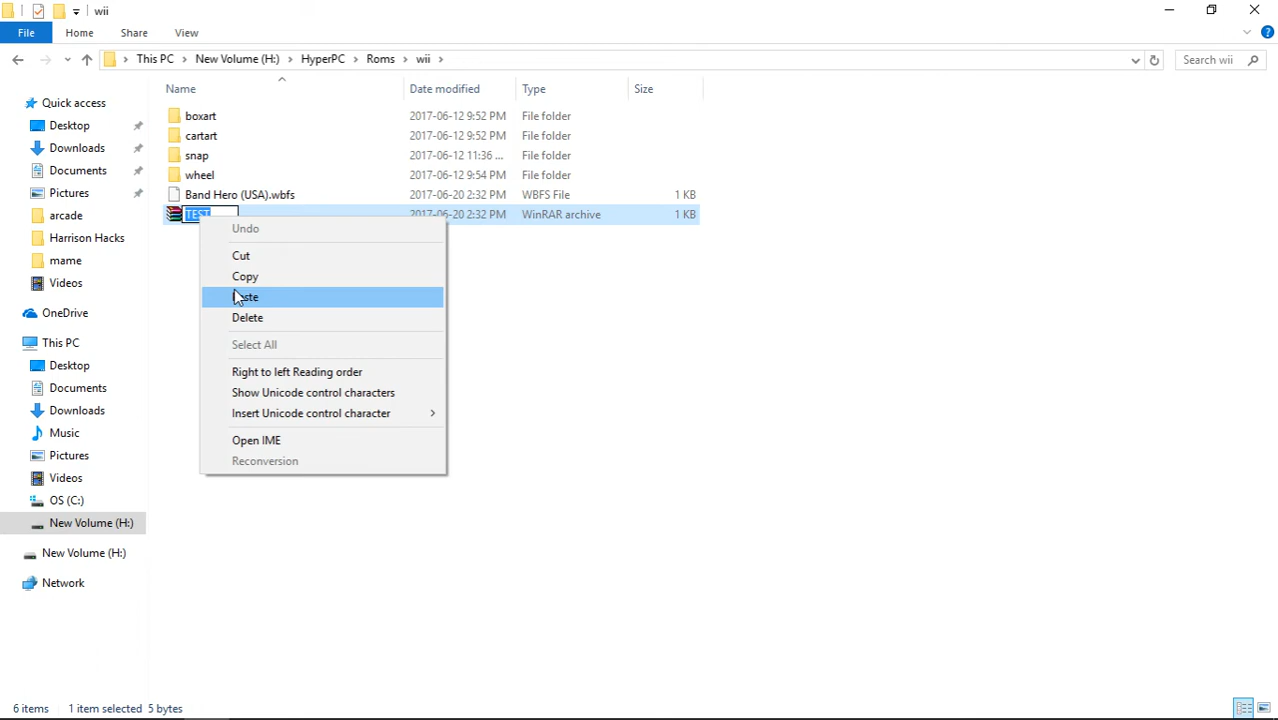 wii
File Home Share View
This PC New Volume (H:) HyperPC Roms wii Search wii
Name Date modified Type Size
Quick access
Desktop
Downloads
Documents
Pictures
arcade
Harrison Hacks
mame
Videos
OneDrive
This PC
Desktop
Documents
Downloads
Music
Pictures
Videos
OS (C:)
New Volume (H:)
New Volume (H:)
Network
boxart 2017-06-12 9:52 PM File folder
cartart 2017-06-12 9:52 PM File folder
snap 2017-06-12 11:36 ... File folder
wheel 2017-06-12 9:54 PM File folder
Band Hero (USA).wbfs 2017-06-20 2:32 PM WBFS File 1 KB
TEST 2017-06-20 2:32 PM WinRAR archive 1 KB
Undo
Cut
Copy
Paste
Delete
Select All
Right to left Reading order
Show Unicode control characters
Insert Unicode control character
Open IME
Reconversion
6 items 1 item selected 5 bytes